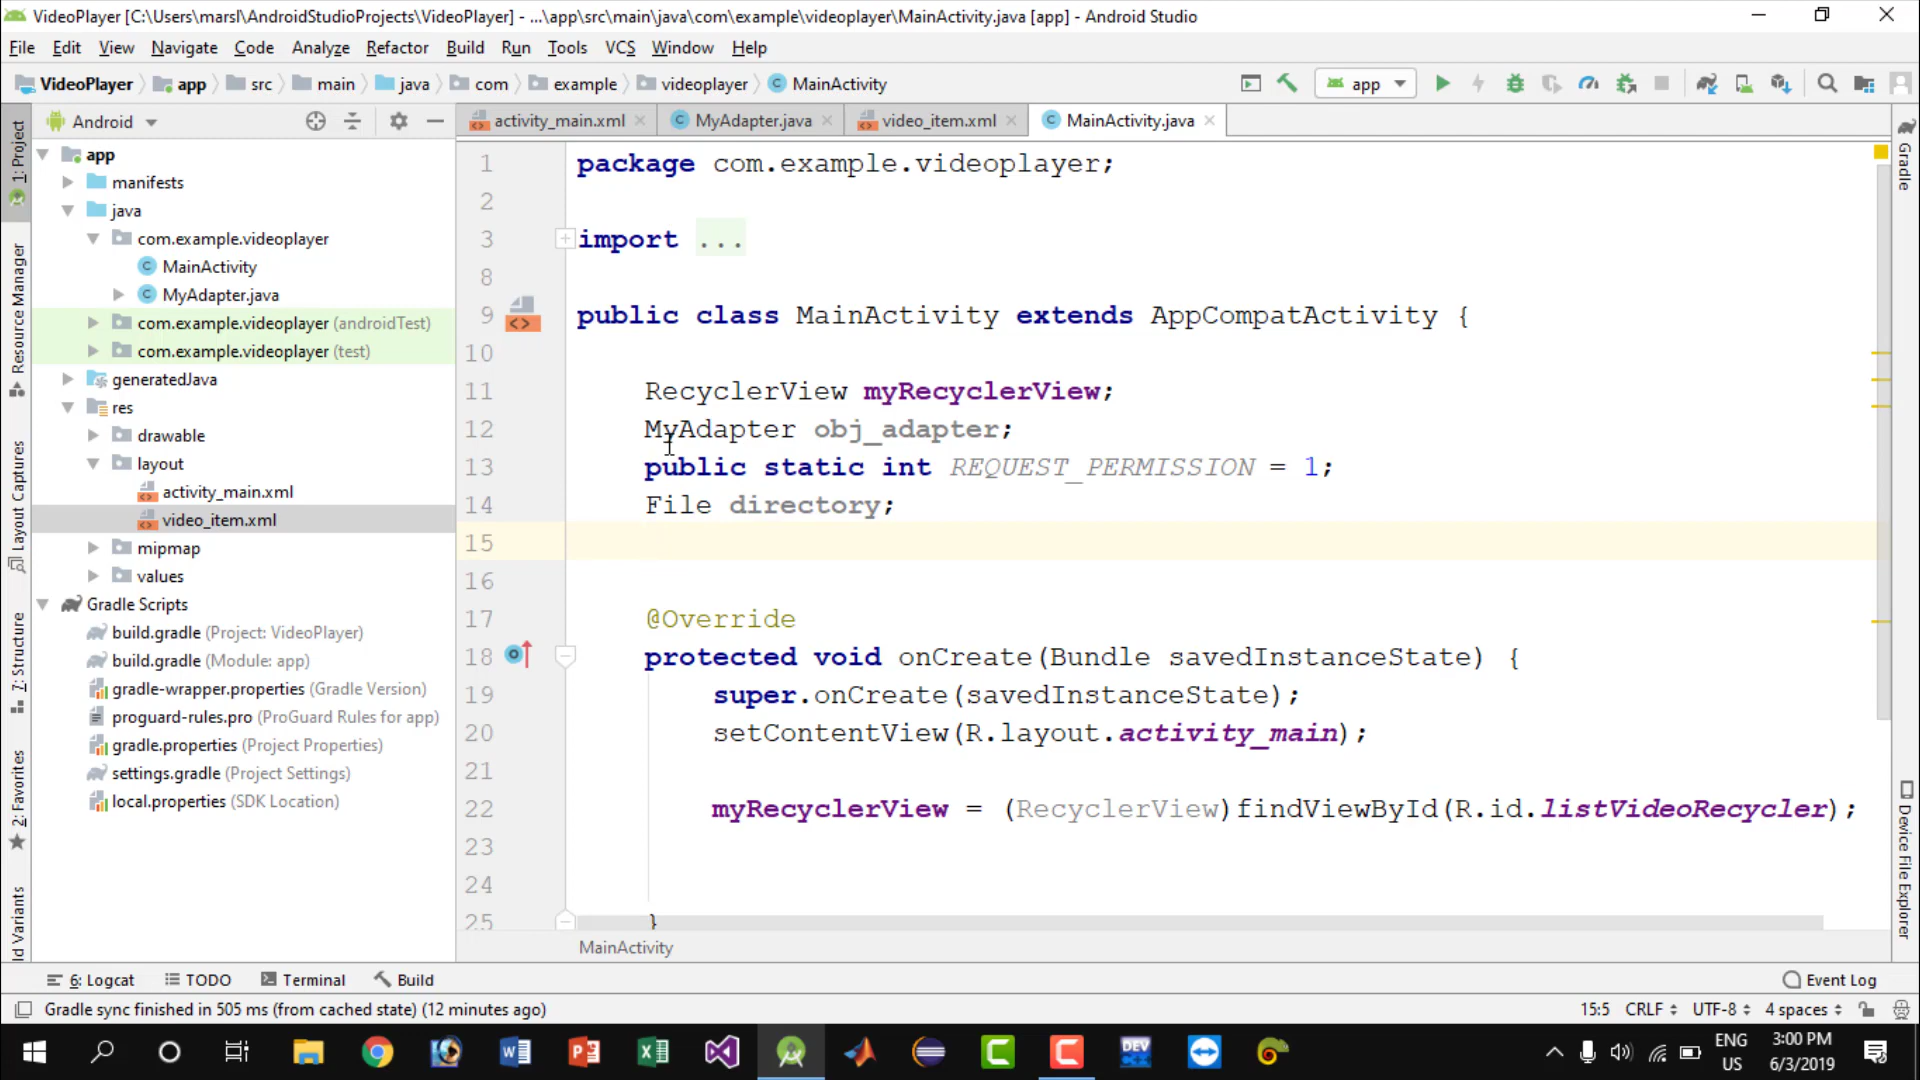 VideoPlayer [C:\Users\marsl\AndroidStudioProjects\VideoPlayer] - ...\app\src\main\java\com\example\videoplayer\MainActivity.java [app] - Android Studio
File Edit View Navigate Code Analyze Refactor Build Run Tools VCS Window Help
VideoPlayer app src main java com example videoplayer MainActivity app
Android
activity_main.xml MyAdapter.java video_item.xml MainActivity.java
1: Project
Resource Manager
Layout Captures
7: Structure
2: Favorites
ld Variants
app
manifests
java
com.example.videoplayer
MainActivity
MyAdapter.java
com.example.videoplayer (androidTest)
com.example.videoplayer (test)
generatedJava
res
drawable
layout
activity_main.xml
video_item.xml
mipmap
values
Gradle Scripts
build.gradle (Project: VideoPlayer)
build.gradle (Module: app)
gradle-wrapper.properties (Gradle Version)
proguard-rules.pro (ProGuard Rules for app)
gradle.properties (Project Properties)
settings.gradle (Project Settings)
local.properties (SDK Location)
1 package com.example.videoplayer;
2
3 import ...
8
9 public class MainActivity extends AppCompatActivity {
10
11 RecyclerView myRecyclerView;
12 MyAdapter obj_adapter;
13 public static int REQUEST_PERMISSION = 1;
14 File directory;
15
16
17 @Override
18 protected void onCreate(Bundle savedInstanceState) {
19 super.onCreate(savedInstanceState);
20 setContentView(R.layout.activity_main);
21
22 myRecyclerView = (RecyclerView)findViewById(R.id.listVideoRecycler);
23
24
25 }
MainActivity
Gradle
Device File Explorer
6: Logcat TODO Terminal Build Event Log
Gradle sync finished in 505 ms (from cached state) (12 minutes ago) 15:5 CRLF UTF-8 4 spaces
DEV
ENG
US
3:00 PM
6/3/2019